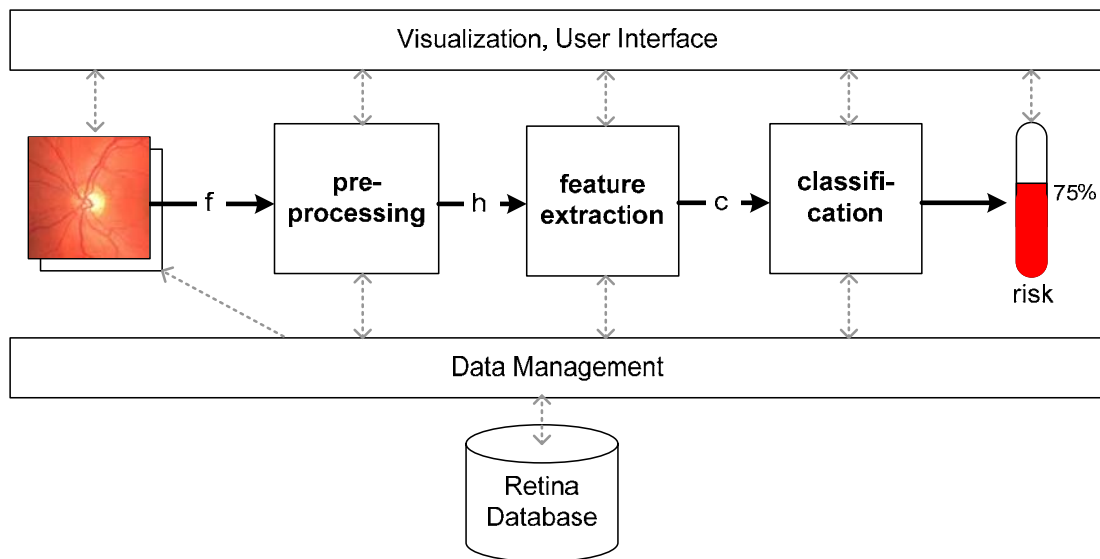 Visualization, User Interface
f
pre-
processing
h
feature
extraction
c
classifi-
cation
75%
risk
Data Management
Retina
Database